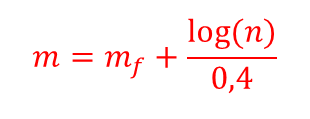 m = m_f + log(n)/0,4